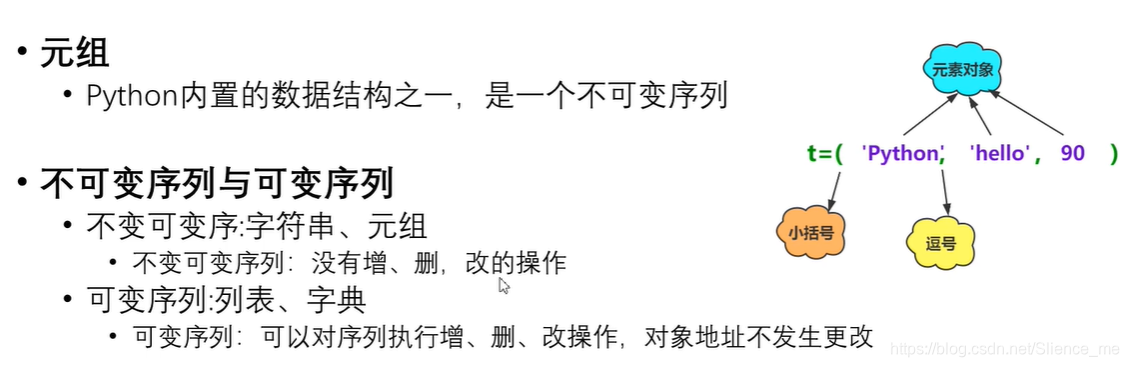 • 元组
• Python内置的数据结构之一，是一个不可变序列
• 不可变序列与可变序列
• 不变可变序:字符串、元组
• 不变可变序列：没有增、删，改的操作
• 可变序列:列表、字典
• 可变序列：可以对序列执行增、删、改操作，对象地址不发生更改
元素对象
t=( 'Python', 'hello', 90 )
小括号
逗号
https://blog.csdn.net/Slience_me